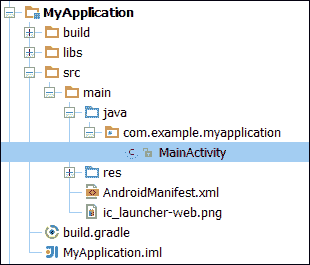 MyApplication
build
libs
src
main
java
com.example.myapplication
MainActivity
res
AndroidManifest.xml
ic_launcher-web.png
build.gradle
MyApplication.iml